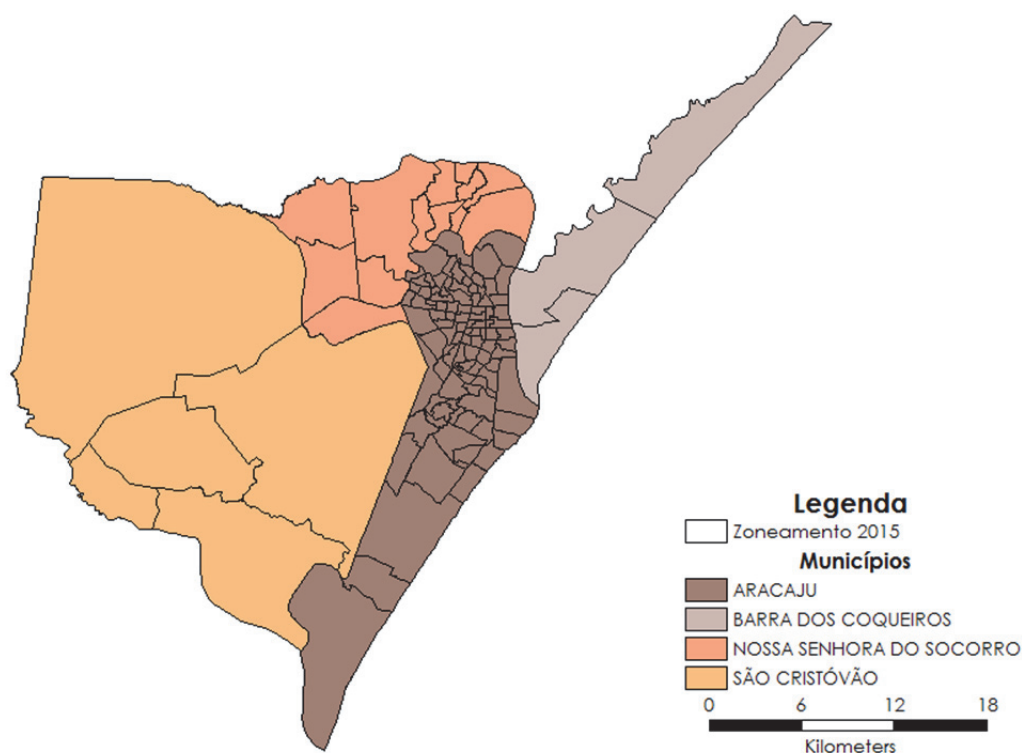 Legenda
Zoneamento 2015
Municípios
ARACAJU
BARRA DOS COQUEIROS
NOSSA SENHORA DO SOCORRO
SÃO CRISTÓVÃO
0 6 12 18
Kilometers